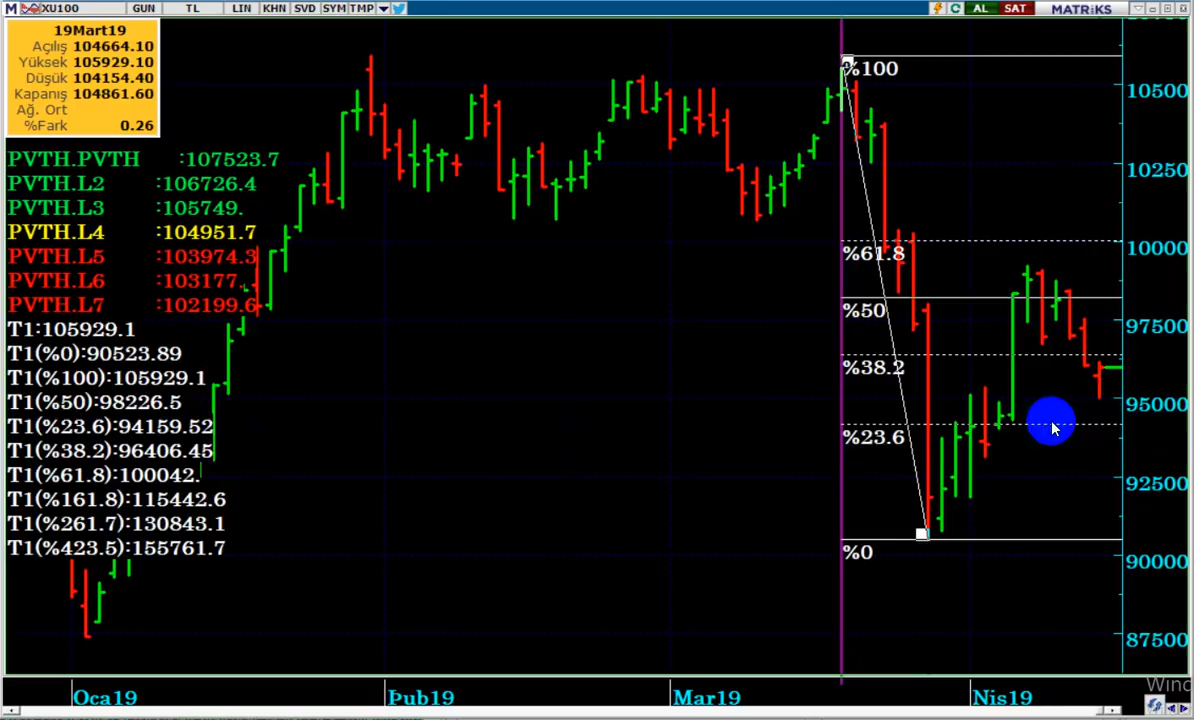 M XU100 GUN TL LIN KHN SVD SYM TMP AL SAT MATRiKS
19Mart19
Açılış 104664.10
Yüksek 105929.10
Düşük 104154.40
Kapanış 104861.60
Ağ. Ort
%Fark 0.26
PVTH.PVTH :107523.7
PVTH.L2 :106726.4
PVTH.L3 :105749.
PVTH.L4 :104951.7
PVTH.L5 :103974.3
PVTH.L6 :103177.
PVTH.L7 :102199.6
T1:105929.1
T1(%0):90523.89
T1(%100):105929.1
T1(%50):98226.5
T1(%23.6):94159.52
T1(%38.2):96406.45
T1(%61.8):100042.
T1(%161.8):115442.6
T1(%261.7):130843.1
T1(%423.5):155761.7
%100
%61.8
%50
%38.2
%23.6
%0
10500
10250
10000
97500
95000
92500
90000
87500
Oca19 Þub19 Mar19 Nis19
Wind